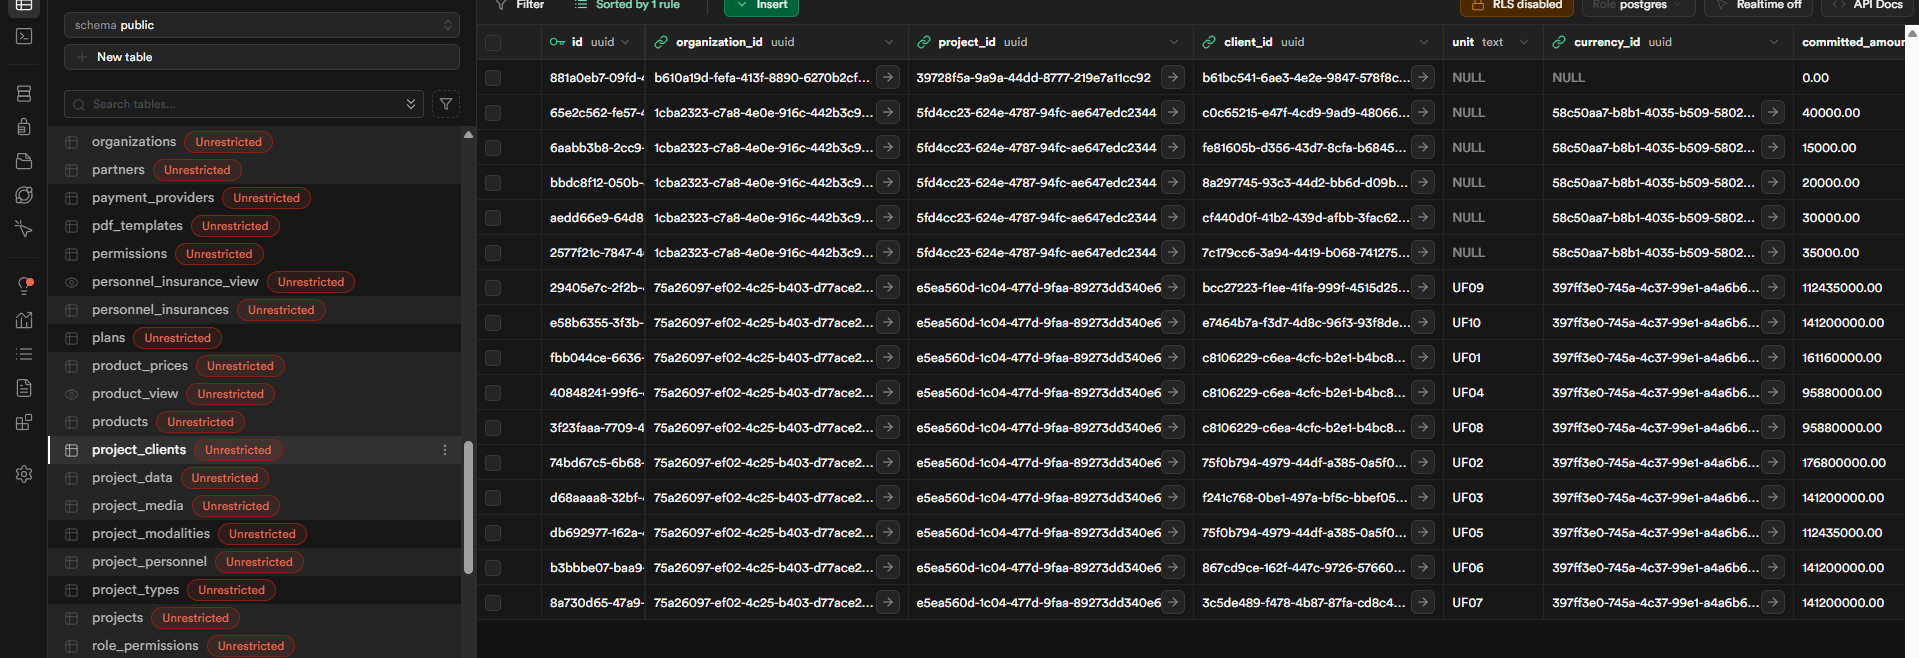 schema public
New table
Search tables...
organizations Unrestricted
partners Unrestricted
payment_providers Unrestricted
pdf_templates Unrestricted
permissions Unrestricted
personnel_insurance_view Unrestricted
personnel_insurances Unrestricted
plans Unrestricted
product_prices Unrestricted
product_view Unrestricted
products Unrestricted
project_clients Unrestricted
project_data Unrestricted
project_media Unrestricted
project_modalities Unrestricted
project_personnel Unrestricted
project_types Unrestricted
projects Unrestricted
role_permissions Unrestricted
Filter Sorted by 1 rule Insert RLS disabled Role postgres Realtime off API Docs
id uuid organization_id uuid project_id uuid client_id uuid unit text currency_id uuid committed_amour
881a0eb7-09fd-4 b610a19d-fefa-413f-8890-6270b2cf... 39728f5a-9a9a-44dd-8777-219e7a11cc92 b61bc541-6ae3-4e2e-9847-578f8c... NULL NULL 0.00
65e2c562-fe57-4 1cba2323-c7a8-4e0e-916c-442b3c9... 5fd4cc23-624e-4787-94fc-ae647edc2344 c0c65215-e47f-4cd9-9ad9-48066... NULL 58c50aa7-b8b1-4035-b509-5802... 40000.00
6aabb3b8-2cc9- 1cba2323-c7a8-4e0e-916c-442b3c9... 5fd4cc23-624e-4787-94fc-ae647edc2344 fe81605b-d356-43d7-8cfa-b6845... NULL 58c50aa7-b8b1-4035-b509-5802... 15000.00
bbdc8f12-050b- 1cba2323-c7a8-4e0e-916c-442b3c9... 5fd4cc23-624e-4787-94fc-ae647edc2344 8a297745-93c3-44d2-bb6d-d09b... NULL 58c50aa7-b8b1-4035-b509-5802... 20000.00
aedd66e9-64d8 1cba2323-c7a8-4e0e-916c-442b3c9... 5fd4cc23-624e-4787-94fc-ae647edc2344 cf440d0f-41b2-439d-afbb-3fac62... NULL 58c50aa7-b8b1-4035-b509-5802... 30000.00
2577f21c-7847-4 1cba2323-c7a8-4e0e-916c-442b3c9... 5fd4cc23-624e-4787-94fc-ae647edc2344 7c179cc6-3a94-4419-b068-741275... NULL 58c50aa7-b8b1-4035-b509-5802... 35000.00
29405e7c-2f2b- 75a26097-ef02-4c25-b403-d77ace2... e5ea560d-1c04-477d-9faa-89273dd340e6 bcc27223-f1ee-41fa-999f-4515d25... UF09 397ff3e0-745a-4c37-99e1-a4a6b6... 112435000.00
e58b6355-3f3b- 75a26097-ef02-4c25-b403-d77ace2... e5ea560d-1c04-477d-9faa-89273dd340e6 e7464b7a-f3d7-4d8c-96f3-93f8de... UF10 397ff3e0-745a-4c37-99e1-a4a6b6... 141200000.00
fbb044ce-6636- 75a26097-ef02-4c25-b403-d77ace2... e5ea560d-1c04-477d-9faa-89273dd340e6 c8106229-c6ea-4cfc-b2e1-b4bc8... UF01 397ff3e0-745a-4c37-99e1-a4a6b6... 161160000.00
40848241-99f6- 75a26097-ef02-4c25-b403-d77ace2... e5ea560d-1c04-477d-9faa-89273dd340e6 c8106229-c6ea-4cfc-b2e1-b4bc8... UF04 397ff3e0-745a-4c37-99e1-a4a6b6... 95880000.00
3f23faaa-7709-4 75a26097-ef02-4c25-b403-d77ace2... e5ea560d-1c04-477d-9faa-89273dd340e6 c8106229-c6ea-4cfc-b2e1-b4bc8... UF08 397ff3e0-745a-4c37-99e1-a4a6b6... 95880000.00
74bd67c5-6b68- 75a26097-ef02-4c25-b403-d77ace2... e5ea560d-1c04-477d-9faa-89273dd340e6 75f0b794-4979-44df-a385-0a5f0... UF02 397ff3e0-745a-4c37-99e1-a4a6b6... 176800000.00
d68aaaa8-32bf- 75a26097-ef02-4c25-b403-d77ace2... e5ea560d-1c04-477d-9faa-89273dd340e6 f241c768-0be1-497a-bf5c-bbef05... UF03 397ff3e0-745a-4c37-99e1-a4a6b6... 141200000.00
db692977-162a- 75a26097-ef02-4c25-b403-d77ace2... e5ea560d-1c04-477d-9faa-89273dd340e6 75f0b794-4979-44df-a385-0a5f0... UF05 397ff3e0-745a-4c37-99e1-a4a6b6... 112435000.00
b3bbbe07-baa9- 75a26097-ef02-4c25-b403-d77ace2... e5ea560d-1c04-477d-9faa-89273dd340e6 867cd9ce-162f-447c-9726-57660... UF06 397ff3e0-745a-4c37-99e1-a4a6b6... 141200000.00
8a730d65-47a9- 75a26097-ef02-4c25-b403-d77ace2... e5ea560d-1c04-477d-9faa-89273dd340e6 3c5de489-f478-4b87-87fa-cd8c4... UF07 397ff3e0-745a-4c37-99e1-a4a6b6... 141200000.00